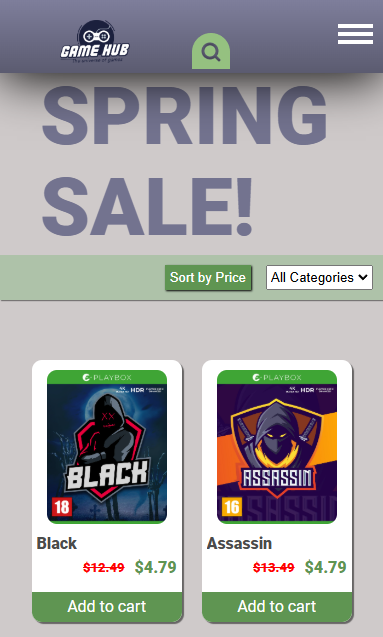 GAME HUB
The universe of games
SPRING
SALE!
Sort by Price
All Categories
PLAYBOX
HDR
BLACK
18
PLAYBOX
HDR
ASSASSIN
16
Black
$12.49 $4.79
Add to cart
Assassin
$13.49 $4.79
Add to cart